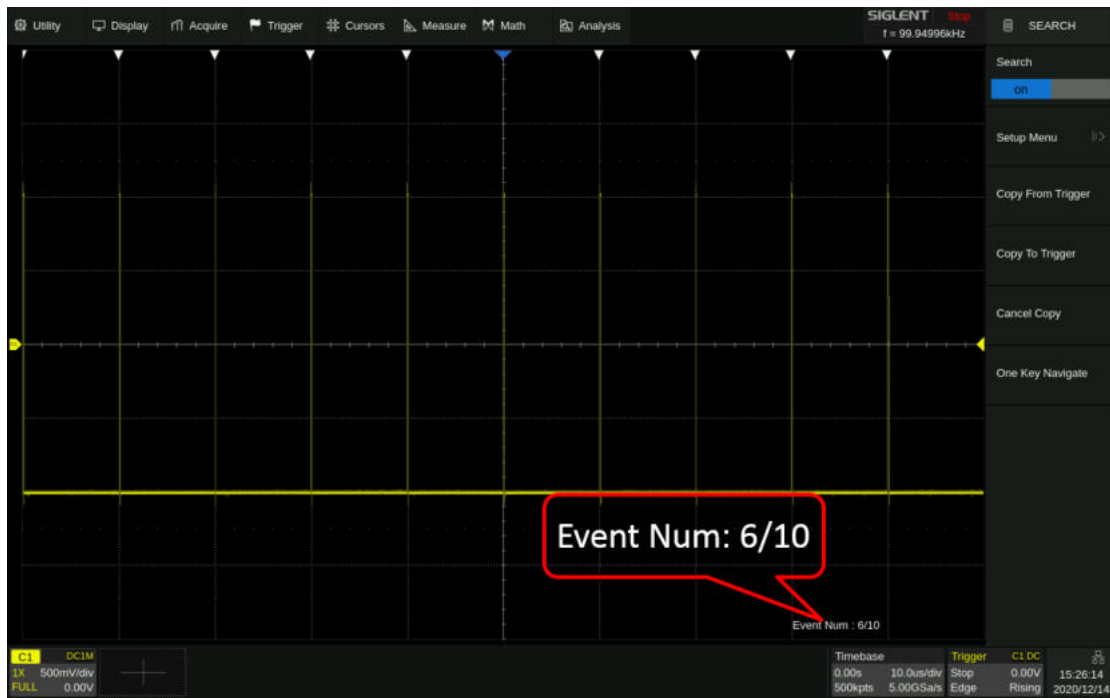 Utility Display Acquire Trigger Cursors Measure Math Analysis SIGLENT Stop SEARCH
f = 99.94996kHz
Search
on
Setup Menu
Copy From Trigger
Copy To Trigger
Cancel Copy
One Key Navigate
Event Num: 6/10
Event Num : 6/10
C1 DC1M Timebase Trigger C1 DC
1X 500mV/div 0.00s 10.0us/div Stop 0.00V 15:26:14
FULL 0.00V 500kpts 5.00GSa/s Edge Rising 2020/12/14